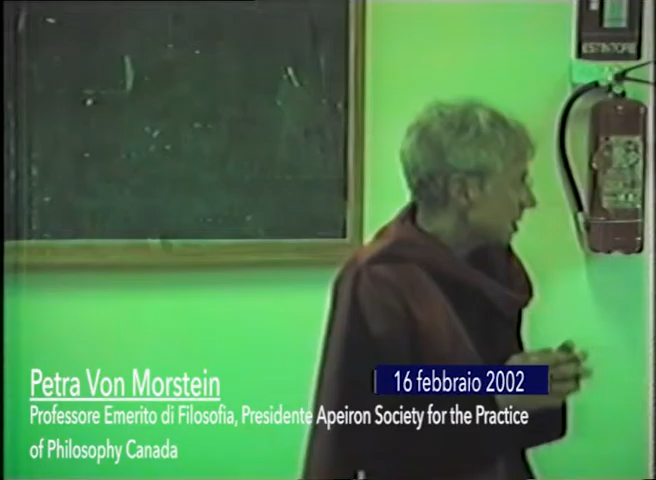 ESTINTORE
Petra Von Morstein
16 febbraio 2002
Professore Emerito di Filosofia, Presidente Apeiron Society for the Practice
of Philosophy Canada